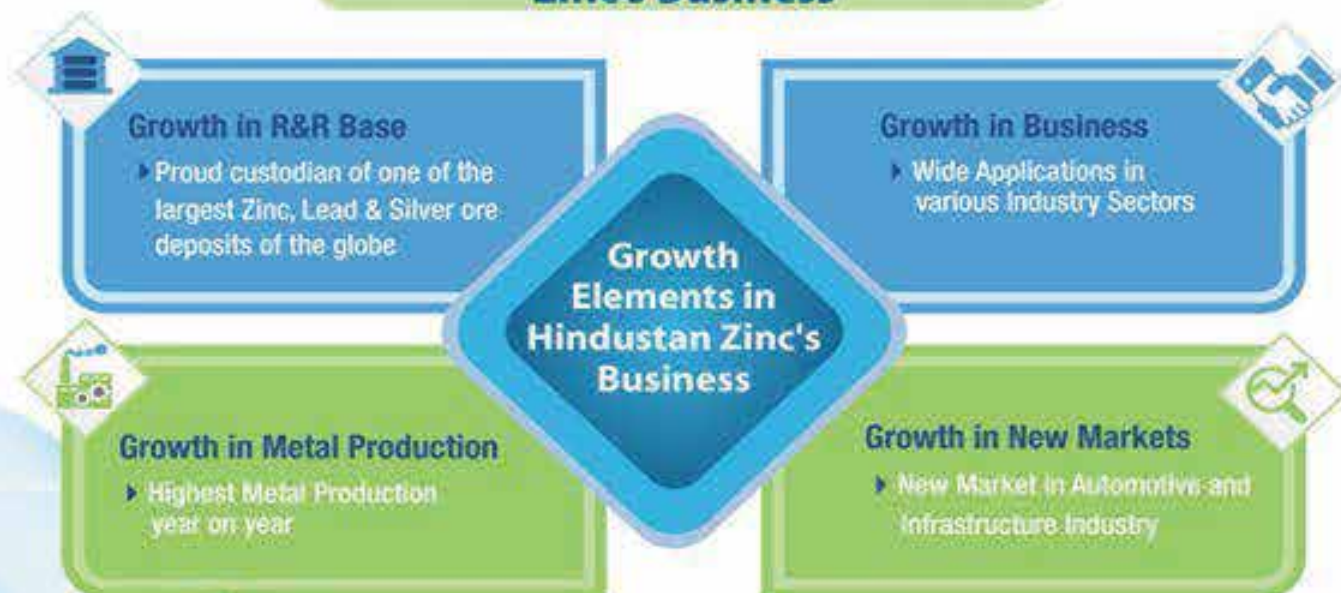 Zinc's Business
Growth in R&R Base
Proud custodian of one of the
largest Zinc, Lead & Silver ore
deposits of the globe
Growth in Business
Wide Applications in
various Industry Sectors
Growth
Elements in
Hindustan Zinc's
Business
Growth in Metal Production
Highest Metal Production
year on year
Growth in New Markets
New Market in Automotive and
Infrastructure Industry